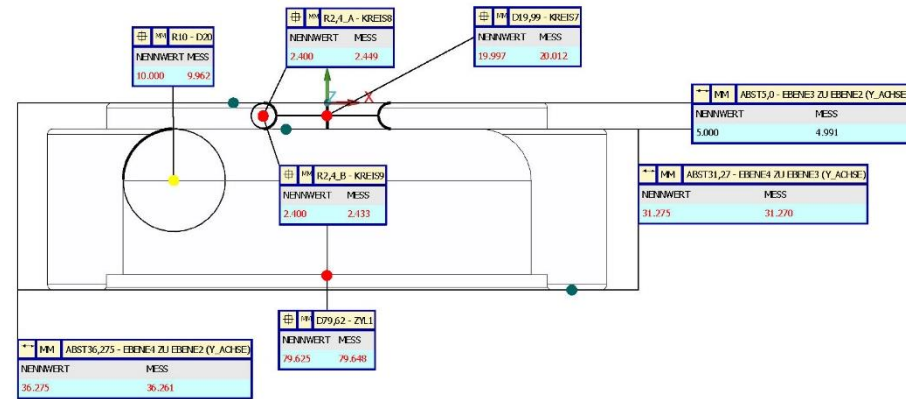 MM R2,4_A - KREIS8
NENNWERT MESS
2.400 2.449
MM D19,99 - KREIS7
NENNWERT MESS
19.997 20.012
MM R10 - D20
NENNWERT MESS
10.000 9.962
Z X
MM ABST5,0 - EBENE3 ZU EBENE2 (Y_ACHSE
NENNWERT MESS
5.000 4.991
MM R2,4_B - KREIS9
NENNWERT MESS
2.400 2.433
MM ABST31,27 - EBENE4 ZU EBENE3 (Y_ACHSE)
NENNWERT MESS
31.275 31.270
MM D79,62 - ZYL1
NENNWERT MESS
79.625 79.648
MM ABST36,275 - EBENE4 ZU EBENE2 (Y_ACHSE)
NENNWERT MESS
36.275 36.261